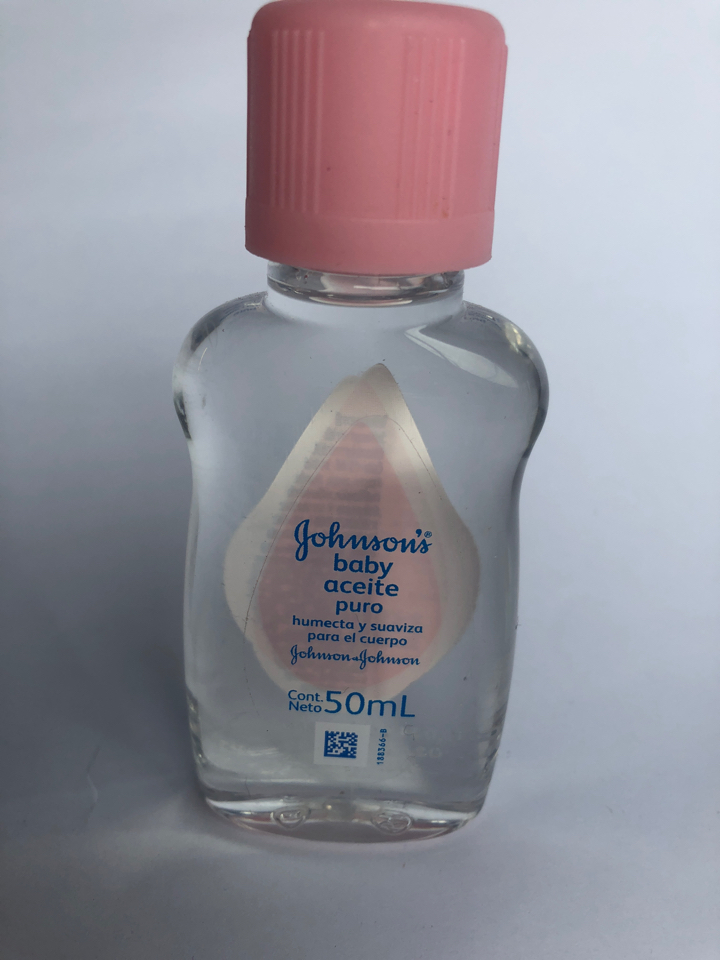 Johnson's®
baby
aceite
puro
humecta y suaviza
para el cuerpo
Johnson & Johnson
Cont.
Neto 50mL
188366-B